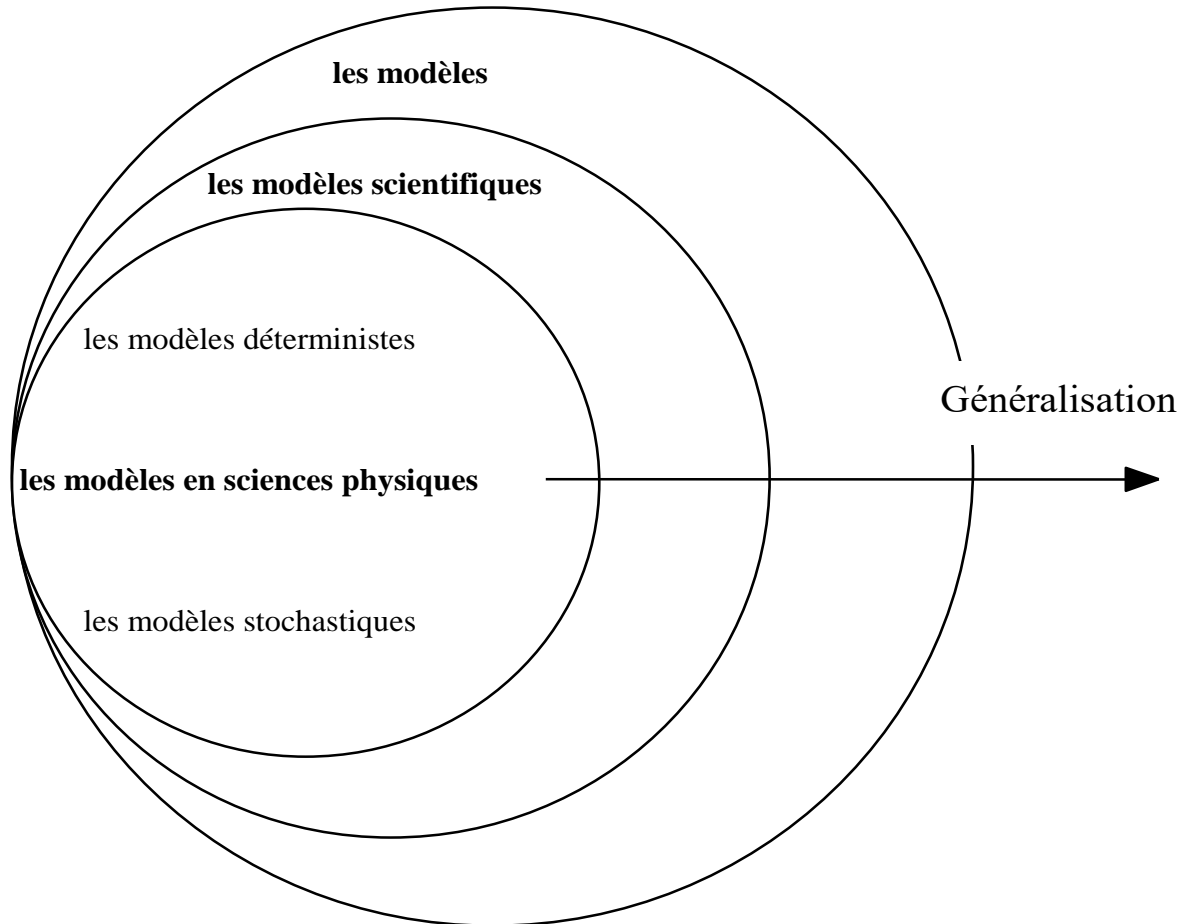 les modèles
les modèles scientifiques
les modèles déterministes
Généralisation
les modèles en sciences physiques
les modèles stochastiques